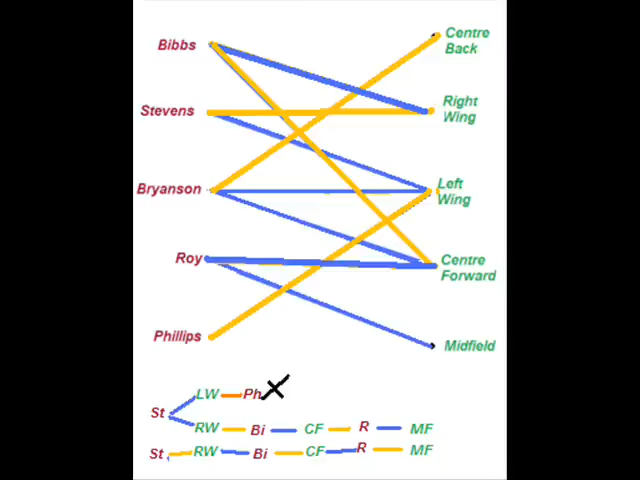 Bibbs
Centre
Back
Stevens
Right
Wing
Bryanson
Left
Wing
Roy
Centre
Forward
Phillips
Midfield
LW Ph X
St
RW Bi CF R MF
St RW Bi CF R MF